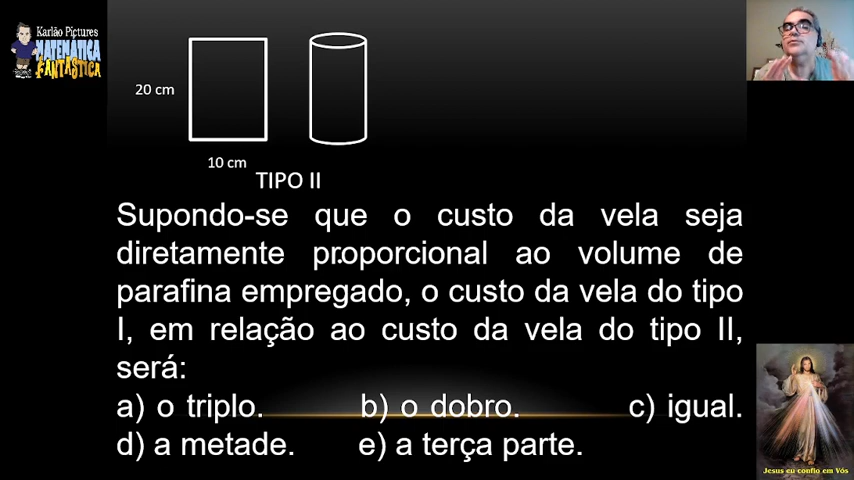 Karlão Pictures
MATEMÁTICA
FANTÁSTICA
20 cm
10 cm
TIPO II
Supondo-se que o custo da vela seja
diretamente proporcional ao volume de
parafina empregado, o custo da vela do tipo
I, em relação ao custo da vela do tipo II,
será:
a) o triplo. b) o dobro. c) igual.
d) a metade. e) a terça parte.
Jesus eu confio em Vós